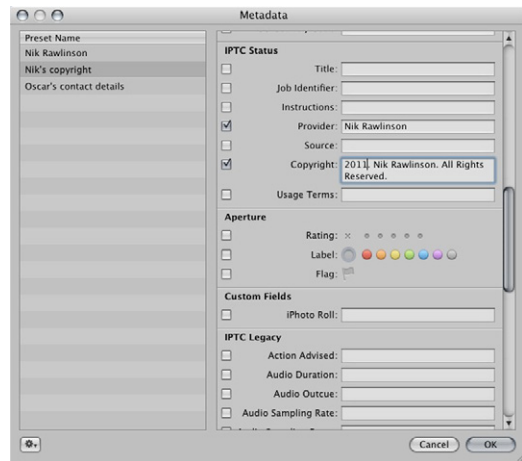 Metadata
Preset Name
Nik Rawlinson
Nik's copyright
Oscar's contact details
IPTC Status
Title:
Job Identifier:
Instructions:
Provider: Nik Rawlinson
Source:
Copyright: 2011, Nik Rawlinson. All Rights
Reserved.
Usage Terms:
Aperture
Rating:
Label:
Flag:
Custom Fields
iPhoto Roll:
IPTC Legacy
Action Advised:
Audio Duration:
Audio Outcue:
Audio Sampling Rate:
Cancel
OK